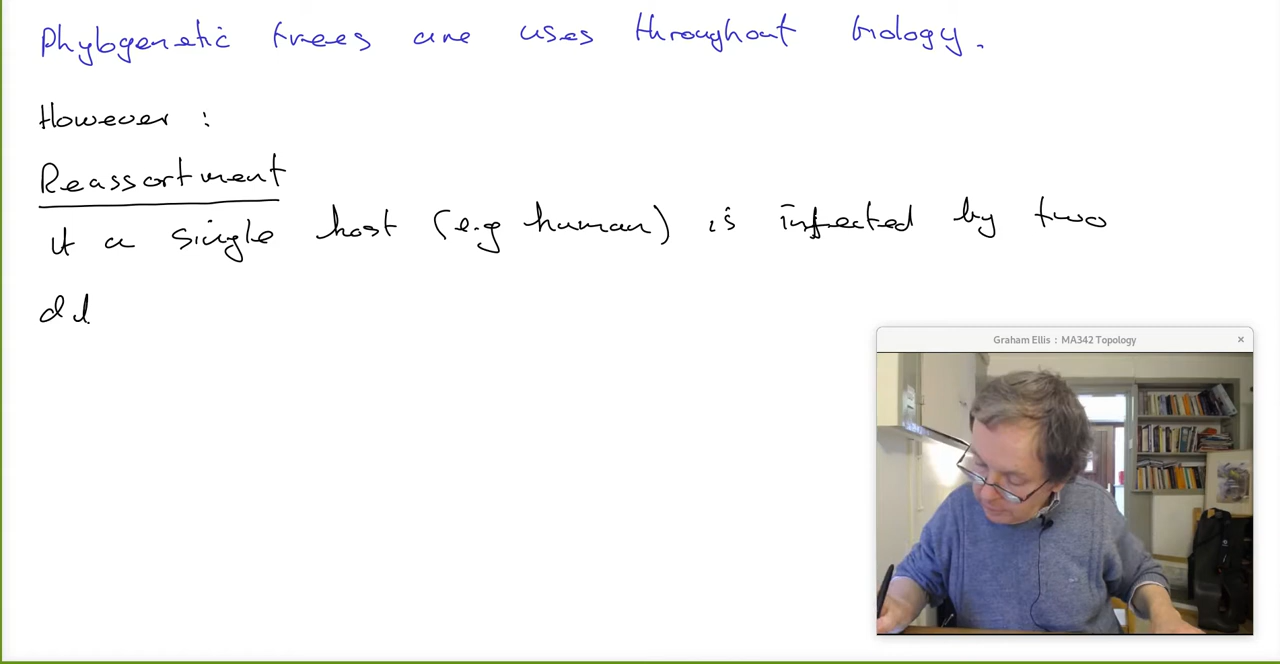 Phylogenetic trees are uses throughout biology.
However :
Reassortment
If a single host (e.g human) is infected by two
Graham Ellis : MA342 Topology